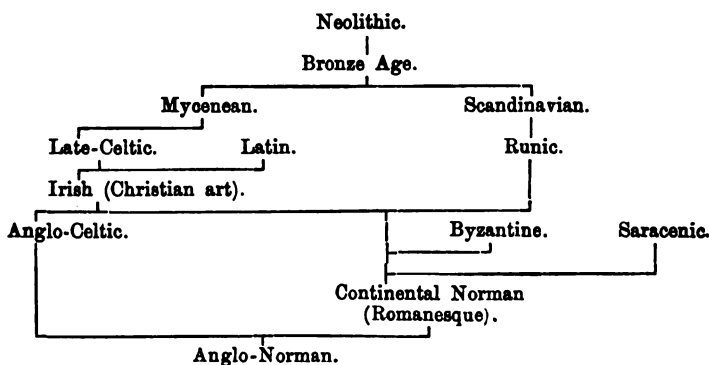 Neolithic.
Bronze Age.
Mycenean. Scandinavian.
Late-Celtic. Latin. Runic.
Irish (Christian art).
Anglo-Celtic. Byzantine. Saracenic.
Continental Norman
(Romanesque).
Anglo-Norman.